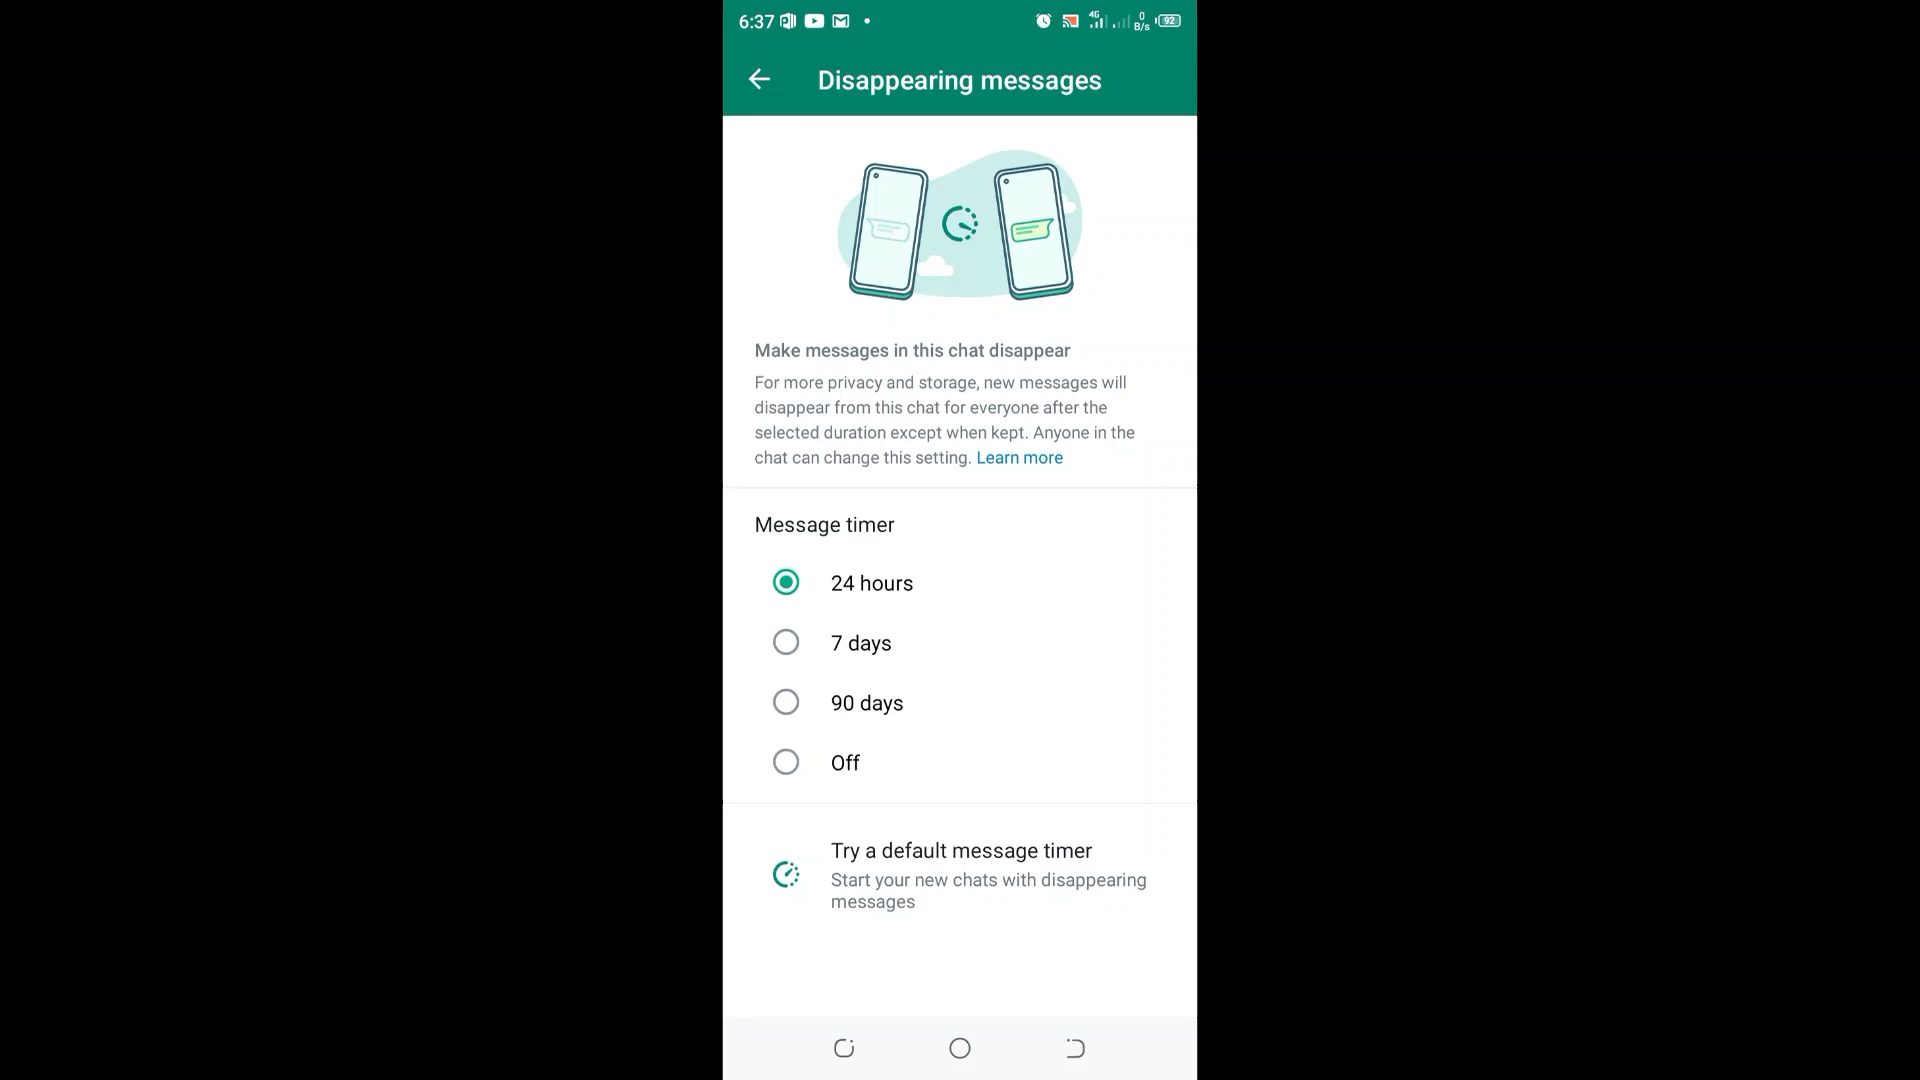 6:37
4G
0
B/s
92
Disappearing messages
Make messages in this chat disappear
For more privacy and storage, new messages will
disappear from this chat for everyone after the
selected duration except when kept. Anyone in the
chat can change this setting. Learn more
Message timer
24 hours
7 days
90 days
Off
Try a default message timer
Start your new chats with disappearing
messages